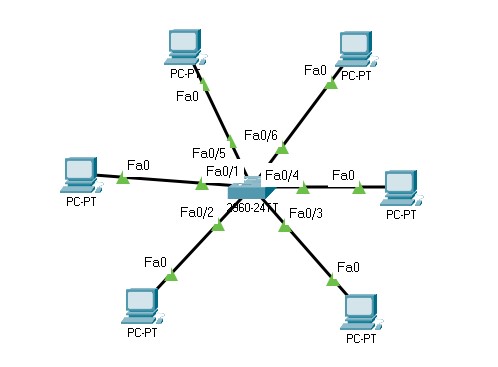 PC-PT
Fa0
PC-PT
Fa0
Fa0/6
Fa0/5
Fa0
Fa0/1
Fa0/4
Fa0
PC-PT
2960-24TT
PC-PT
Fa0/2
Fa0/3
Fa0
Fa0
PC-PT
PC-PT